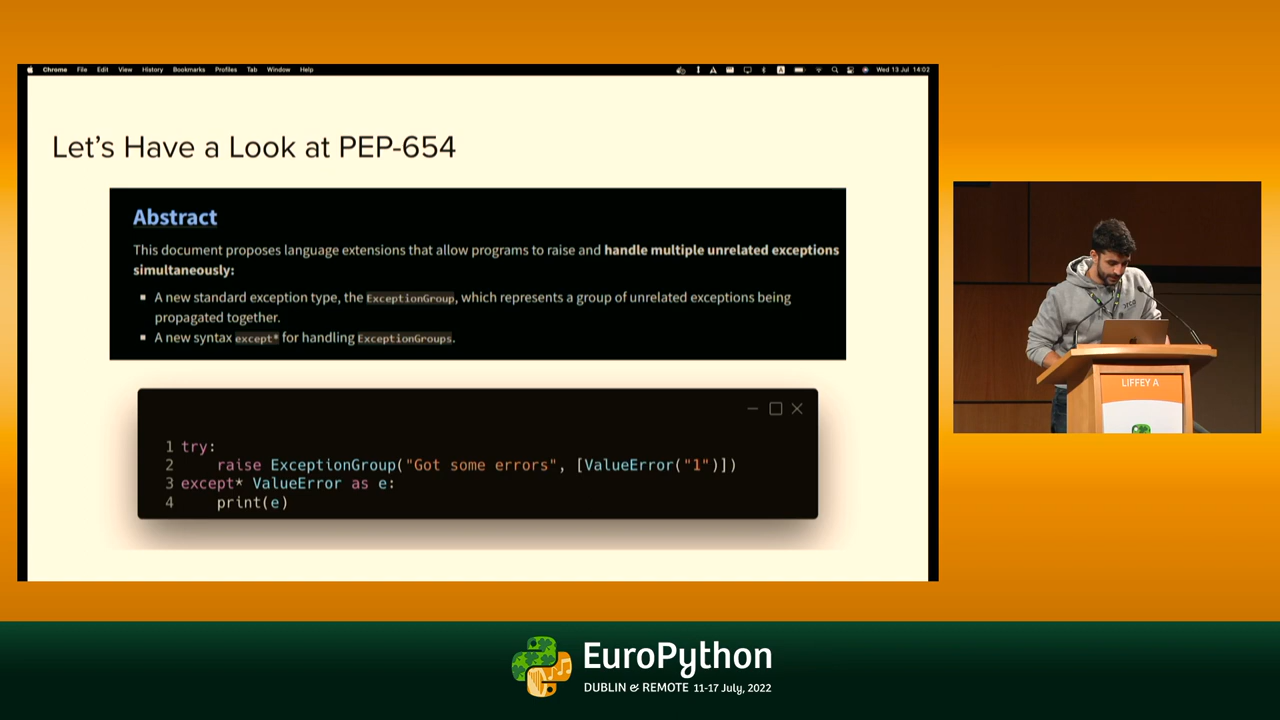 Chrome File Edit View History Bookmarks Profiles Tab Window Help
A
Wed 13 Jul 14:02
Let's Have a Look at PEP-654
Abstract
This document proposes language extensions that allow programs to raise and handle multiple unrelated exceptions
simultaneously:
A new standard exception type, the ExceptionGroup, which represents a group of unrelated exceptions being
propagated together.
A new syntax except* for handling ExceptionGroups.
1 try:
2 raise ExceptionGroup("Got some errors", [ValueError("1")])
3 except* ValueError as e:
4 print(e)
LIFFEY A
EuroPython
DUBLIN & REMOTE 11-17 July, 2022